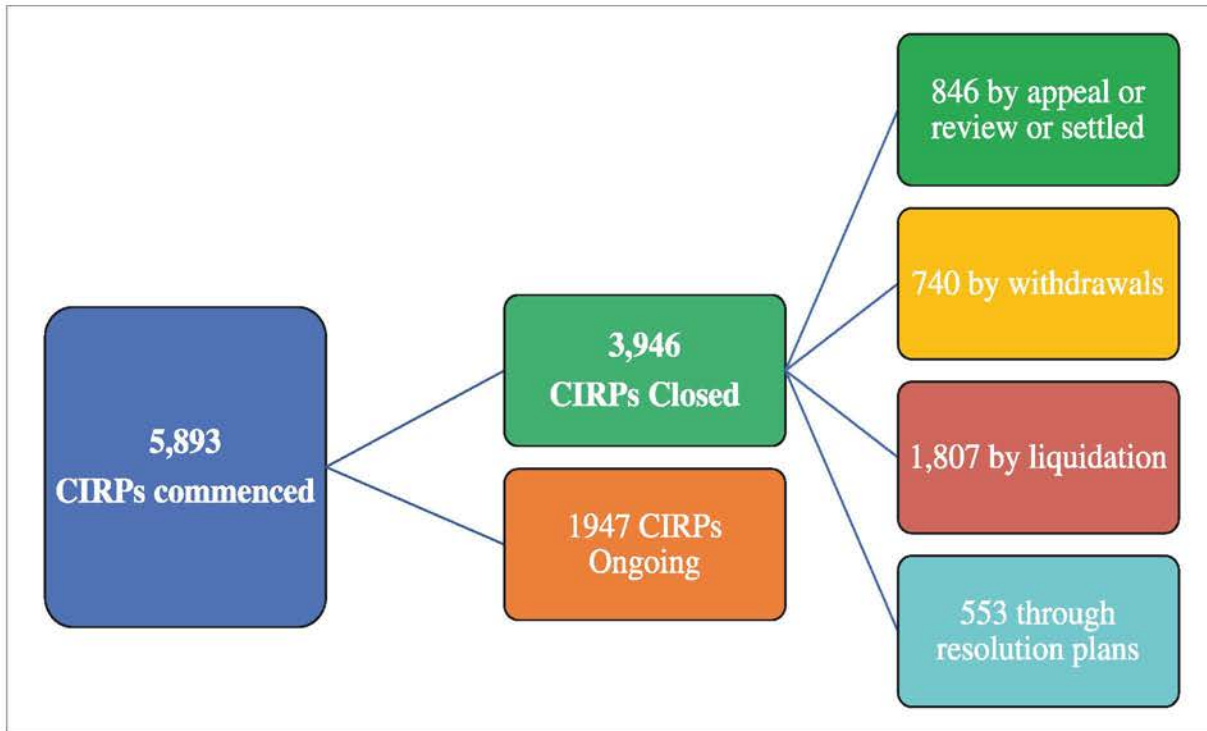 5,893
CIRPs commenced
3,946
CIRPs Closed
1947 CIRPs
Ongoing
846 by appeal or
review or settled
740 by withdrawals
1,807 by liquidation
553 through
resolution plans